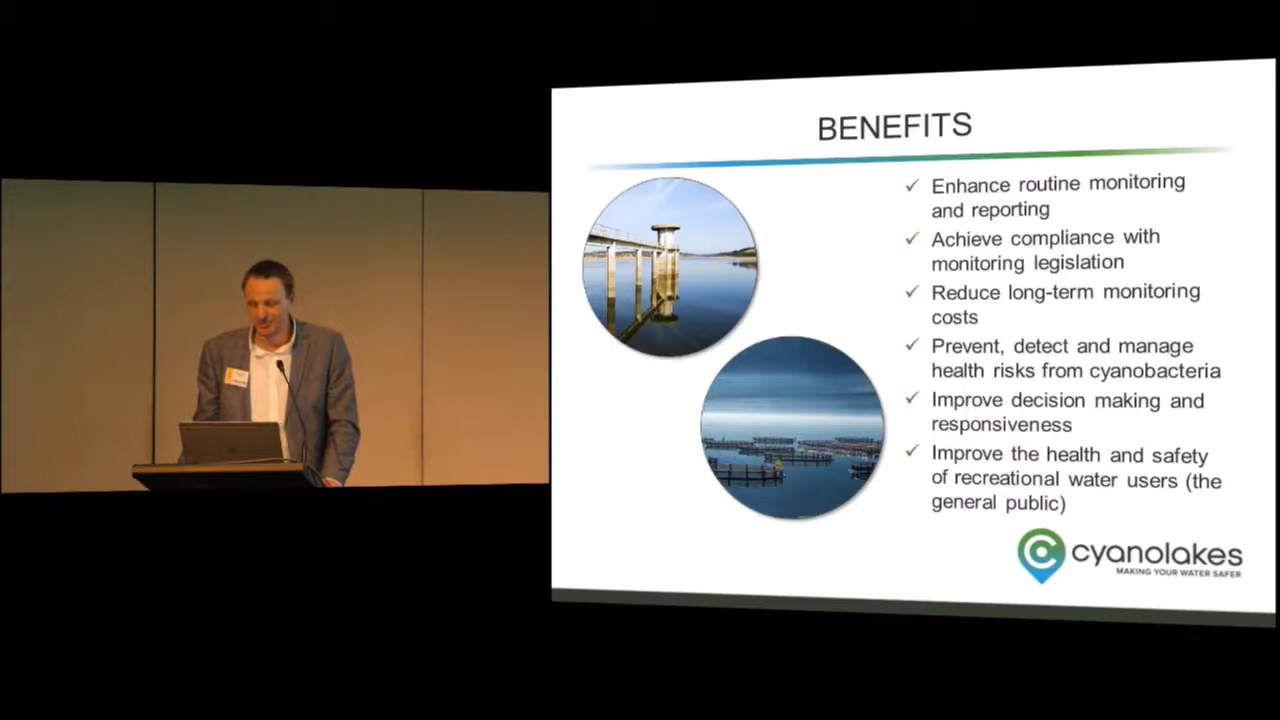 BENEFITS
✓ Enhance routine monitoring
and reporting
✓ Achieve compliance with
monitoring legislation
✓ Reduce long-term monitoring
costs
✓ Prevent, detect and manage
health risks from cyanobacteria
✓ Improve decision making and
responsiveness
✓ Improve the health and safety
of recreational water users (the
general public)
cyanolakes
MAKING YOUR WATER SAFER